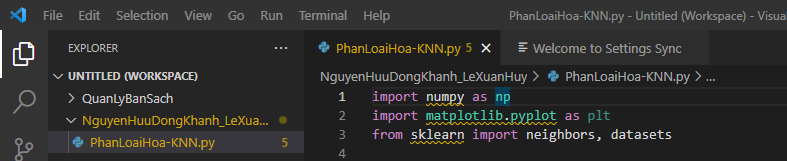 File Edit Selection View Go Run Terminal Help PhanLoaiHoa-KNN.py - Untitled (Workspace) - Visua
EXPLORER ...
PhanLoaiHoa-KNN.py 5 ×
Welcome to Settings Sync
UNTITLED (WORKSPACE)
QuanLyBanSach
NguyenHuuDongKhanh_LeXua...
PhanLoaiHoa-KNN.py 5
NguyenHuuDongKhanh_LeXuanHuy > PhanLoaiHoa-KNN.py > ...
1 import numpy as np
2 import matplotlib.pyplot as plt
3 from sklearn import neighbors, datasets
4